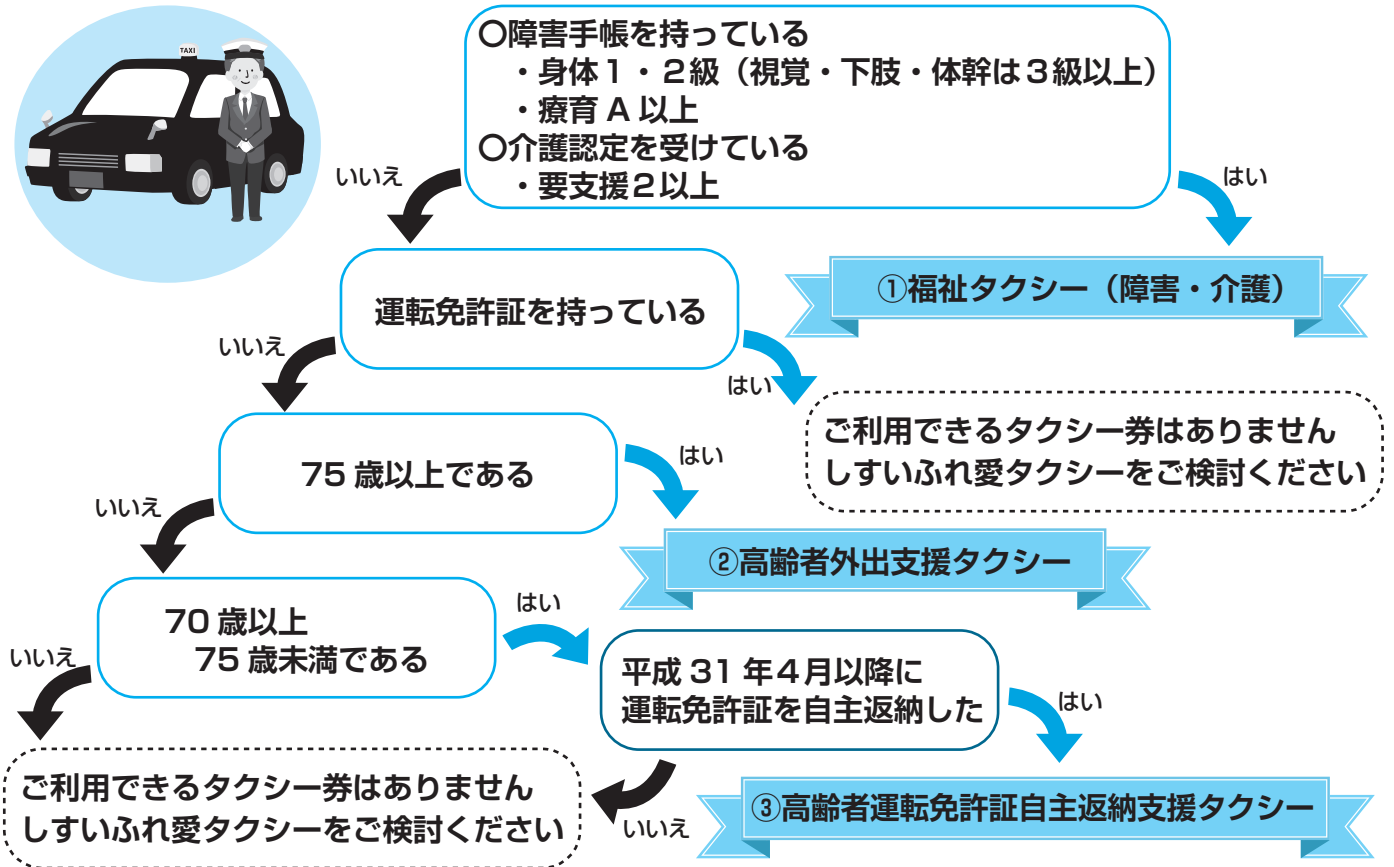 TAXI
〇障害手帳を持っている
・身体１・２級（視覚・下肢・体幹は３級以上）
・療育 A 以上
〇介護認定を受けている
・要支援２以上
いいえ
はい
①福祉タクシー（障害・介護）
運転免許証を持っている
いいえ
はい
ご利用できるタクシー券はありません
しすいふれ愛タクシーをご検討ください
75 歳以上である
はい
いいえ
②高齢者外出支援タクシー
70 歳以上
75 歳未満である
はい
いいえ
平成 31 年４月以降に
運転免許証を自主返納した
はい
いいえ
③高齢者運転免許証自主返納支援タクシー
ご利用できるタクシー券はありません
しすいふれ愛タクシーをご検討ください